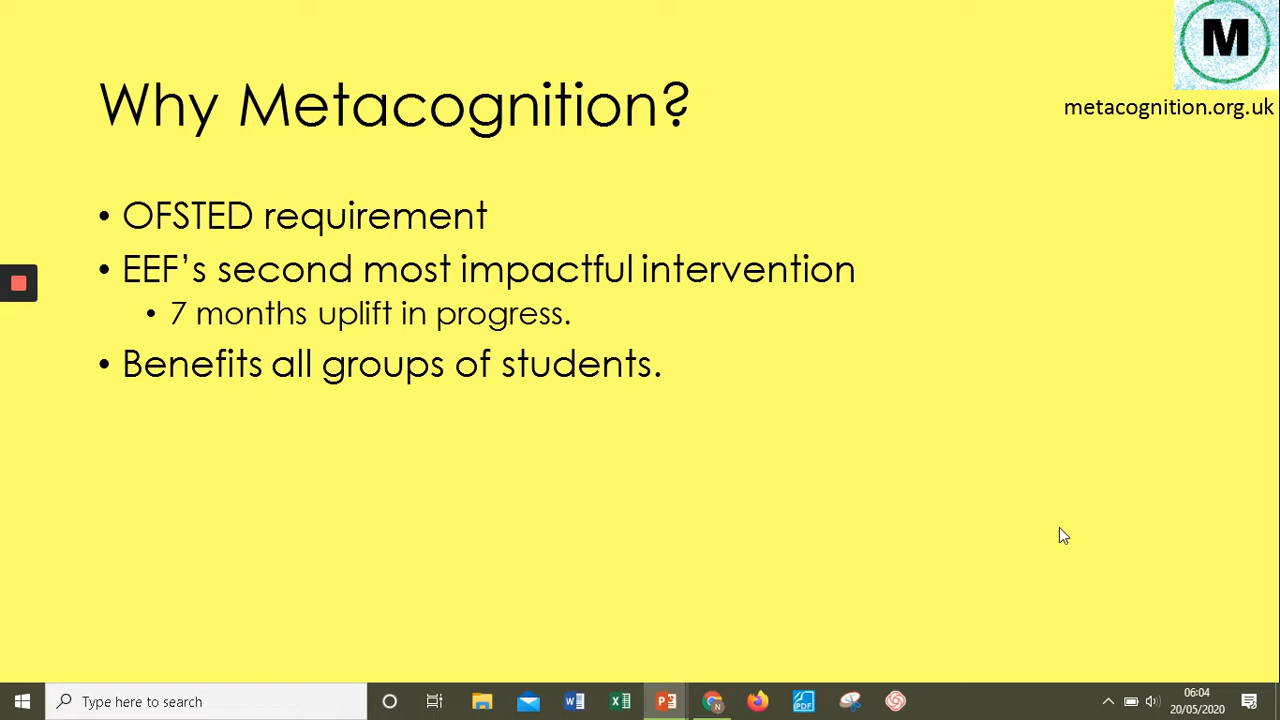 M
metacognition.org.uk
Why Metacognition?
• OFSTED requirement
• EEF’s second most impactful intervention
• 7 months uplift in progress.
• Benefits all groups of students.
Type here to search
06:04
20/05/2020